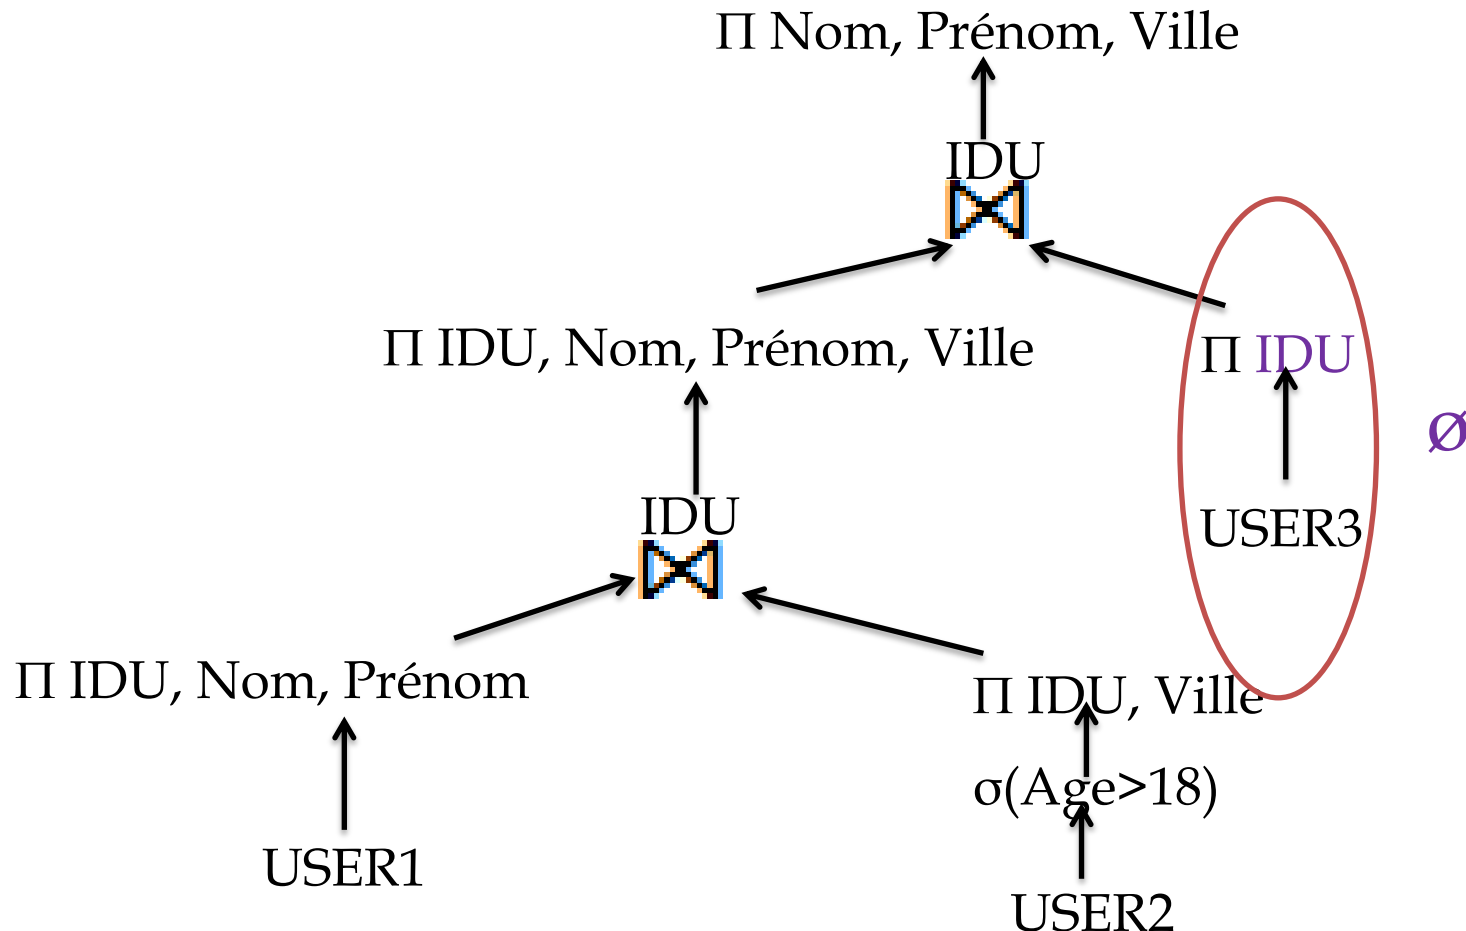 Π Nom, Prénom, Ville
IDU
Π IDU, Nom, Prénom, Ville
Π IDU
Ø
IDU
USER3
Π IDU, Nom, Prénom
Π IDU, Ville
σ(Age>18)
USER1
USER2